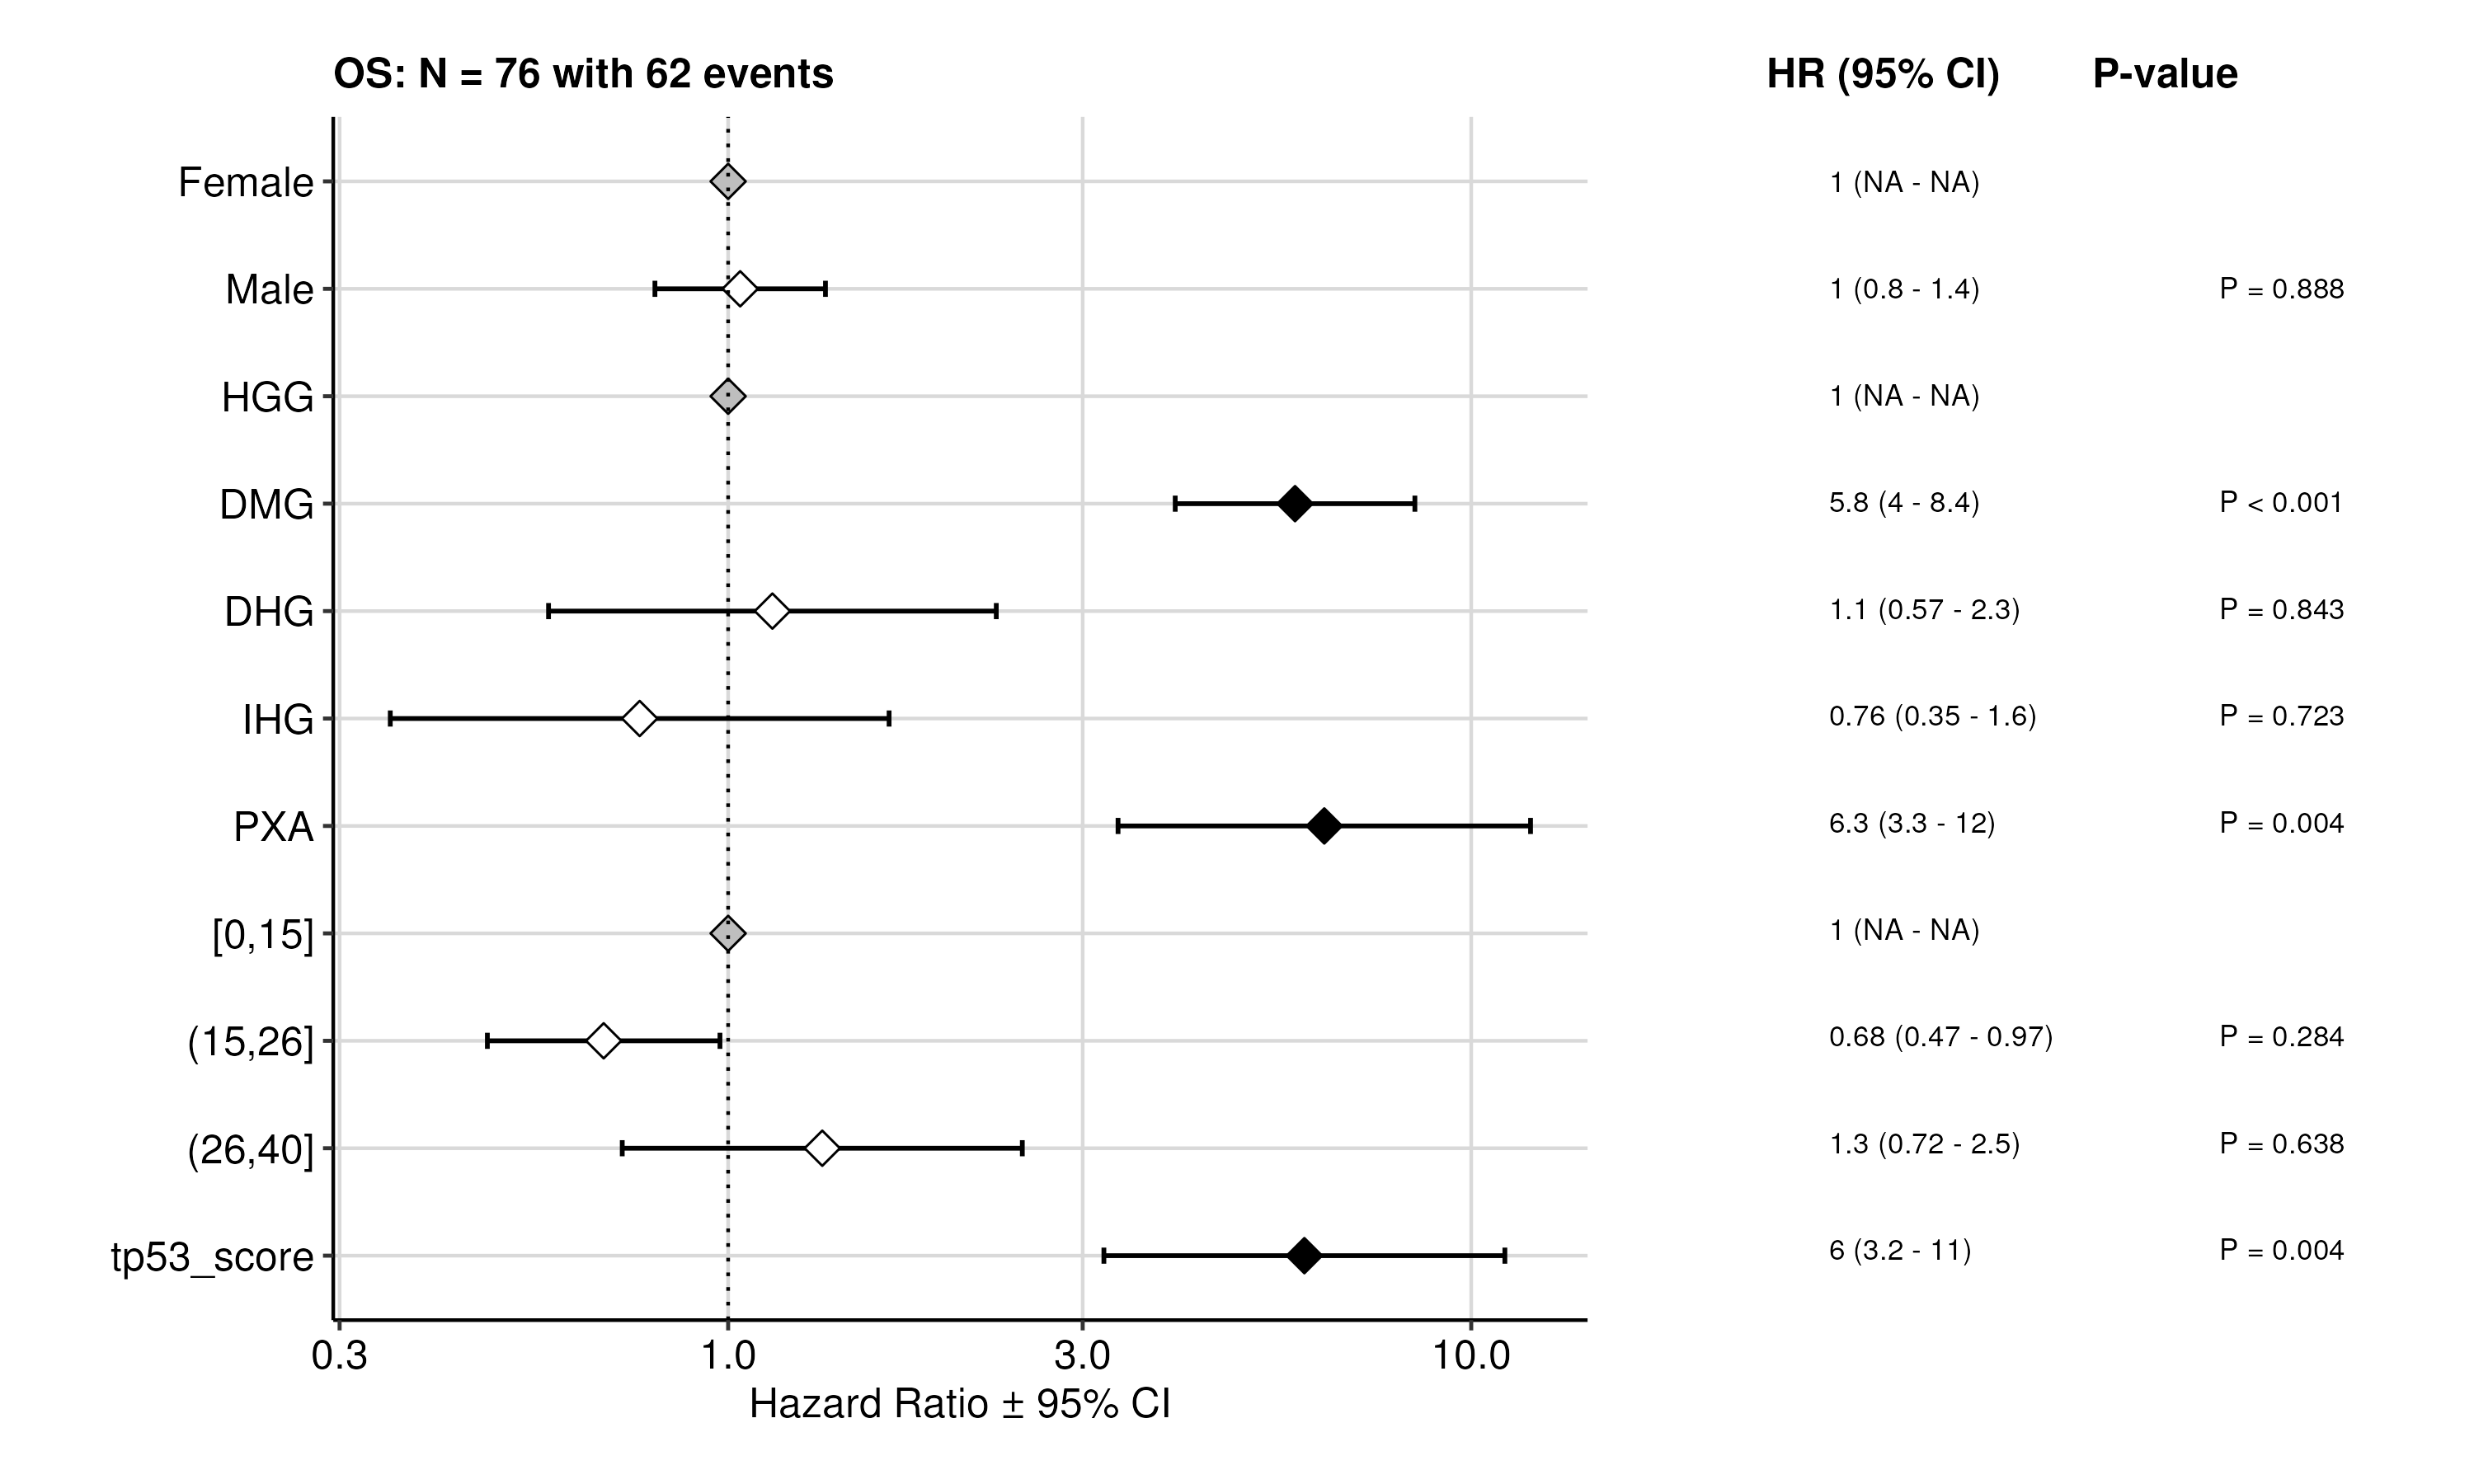 OS: N = 76 with 62 events HR (95% CI) P-value
Female 1 (NA - NA)
Male 1 (0.8 - 1.4) P = 0.888
HGG 1 (NA - NA)
DMG 5.8 (4 - 8.4) P < 0.001
DHG 1.1 (0.57 - 2.3) P = 0.843
IHG 0.76 (0.35 - 1.6) P = 0.723
PXA 6.3 (3.3 - 12) P = 0.004
[0,15] 1 (NA - NA)
(15,26] 0.68 (0.47 - 0.97) P = 0.284
(26,40] 1.3 (0.72 - 2.5) P = 0.638
tp53_score 6 (3.2 - 11) P = 0.004
0.3 1.0 3.0 10.0
Hazard Ratio ± 95% CI